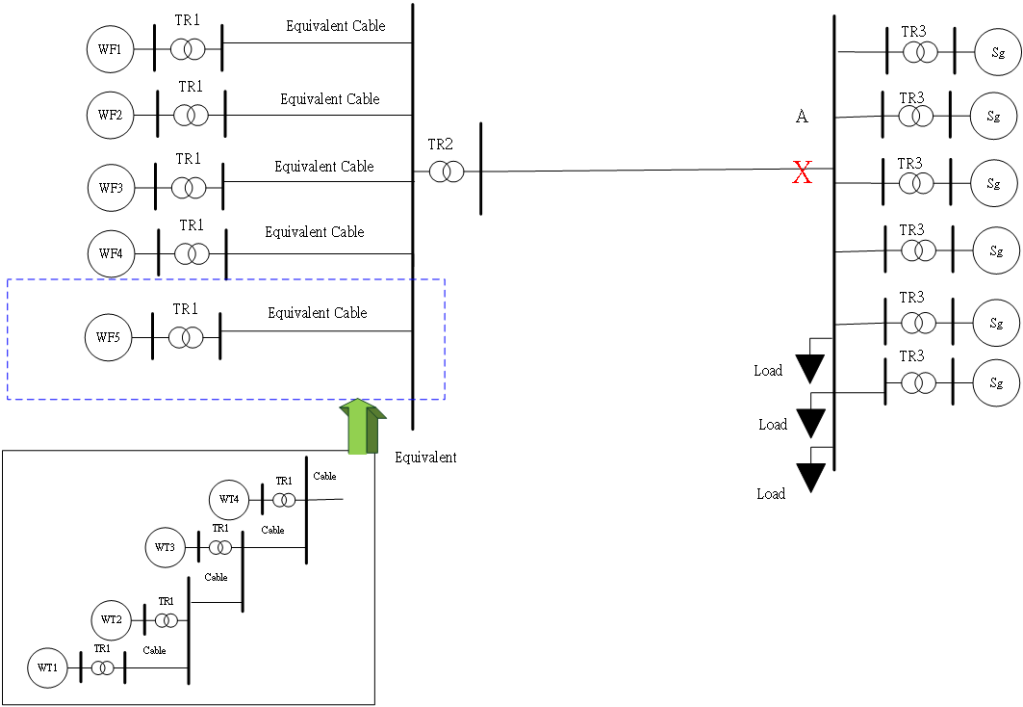 TR1
Equivalent Cable
WF1
TR1
Equivalent Cable
WF2
TR1
Equivalent Cable
WF3
TR1
Equivalent Cable
WF4
TR1
Equivalent Cable
WF5
TR2
A
X
TR3
Sg
TR3
Sg
TR3
Sg
TR3
Sg
TR3
Sg
TR3
Sg
Load
Load
Load
Equivalent
Cable
TR1
WT4
Cable
TR1
WT3
Cable
TR1
WT2
Cable
TR1
WT1